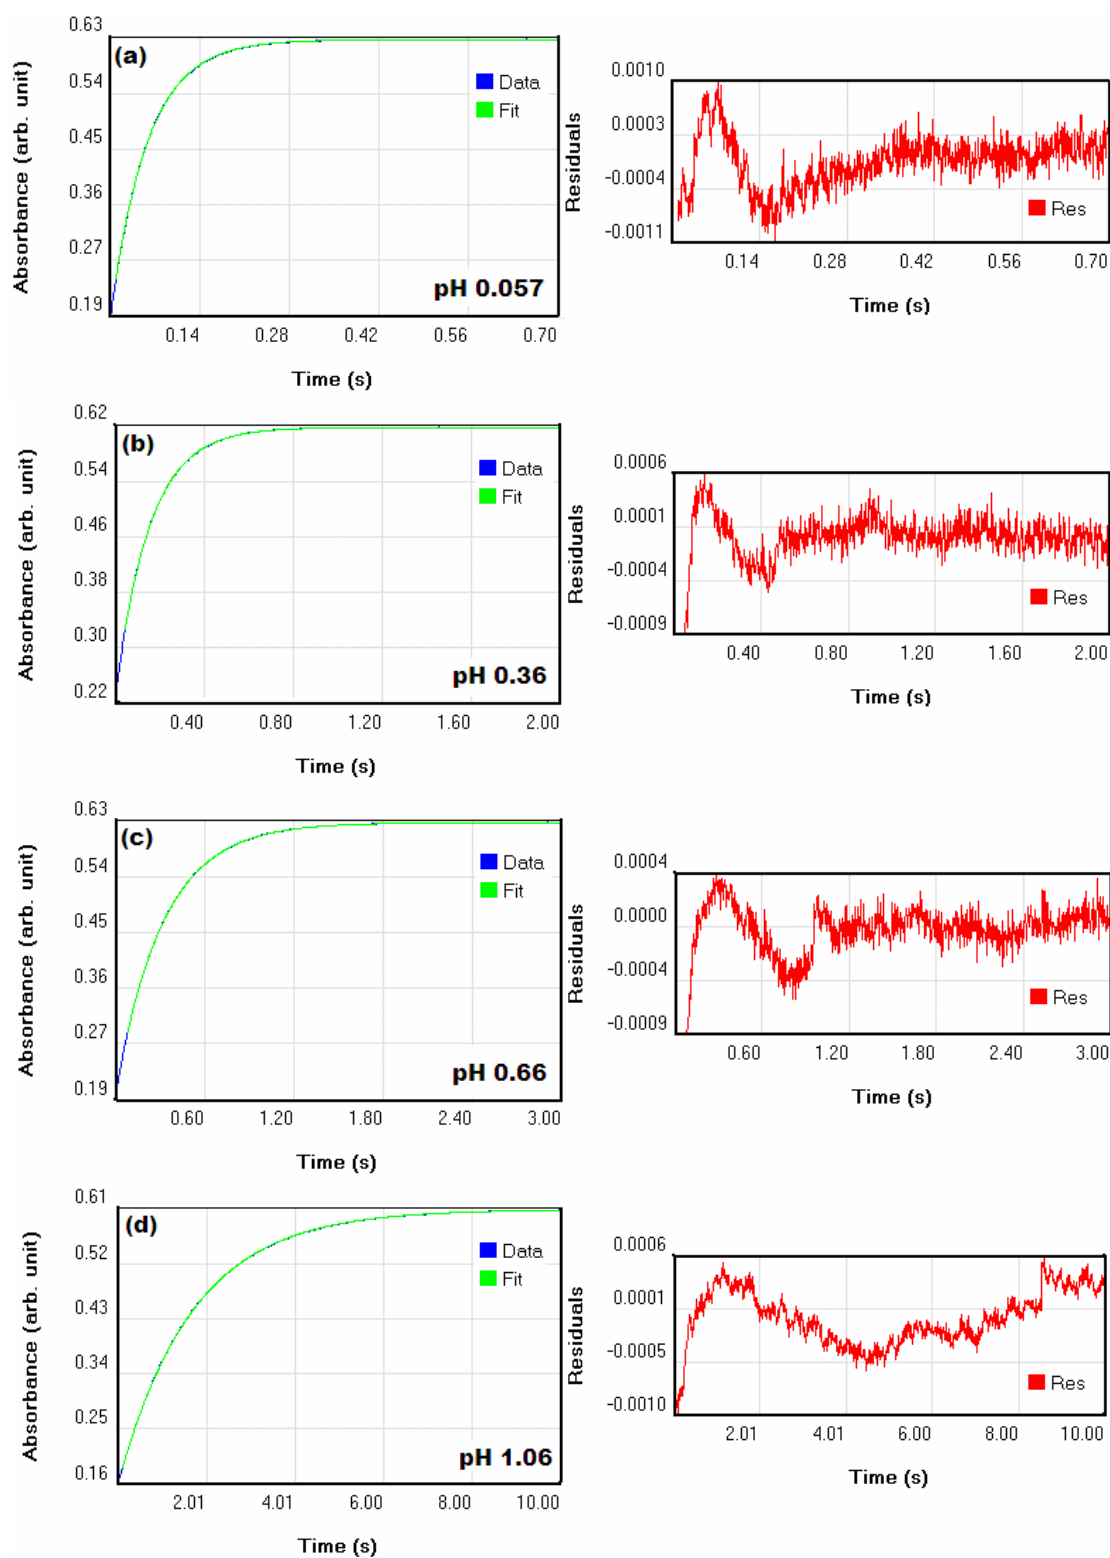 0.63
(a)
Absorbance (arb. unit)
0.54
0.45
0.36
0.27
0.19
Data
Fit
pH 0.057
0.14 0.28 0.42 0.56 0.70
Time (s)
Residuals
0.0010
0.0003
-0.0004
-0.0011
Res
0.14 0.28 0.42 0.56 0.70
Time (s)
0.62
(b)
Absorbance (arb. unit)
0.54
0.46
0.38
0.30
0.22
Data
Fit
pH 0.36
0.40 0.80 1.20 1.60 2.00
Time (s)
Residuals
0.0006
0.0001
-0.0004
-0.0009
Res
0.40 0.80 1.20 1.60 2.00
Time (s)
0.63
(c)
Absorbance (arb. unit)
0.54
0.45
0.36
0.27
0.19
Data
Fit
pH 0.66
0.60 1.20 1.80 2.40 3.00
Time (s)
Residuals
0.0004
0.0000
-0.0004
-0.0009
Res
0.60 1.20 1.80 2.40 3.00
Time (s)
0.61
(d)
Absorbance (arb. unit)
0.52
0.43
0.34
0.25
0.16
Data
Fit
pH 1.06
2.01 4.01 6.00 8.00 10.00
Time (s)
Residuals
0.0006
0.0001
-0.0005
-0.0010
Res
2.01 4.01 6.00 8.00 10.00
Time (s)